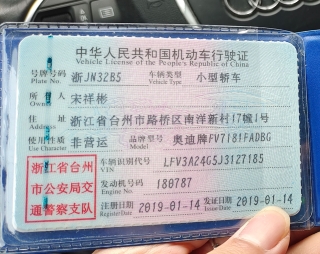 中华人民共和国机动车行驶证
Vehicle License of the People's Republic of China
号牌号码 浙JN32B5 车辆类型 小型轿车
Plate No. Vehicle Type
所有人 宋祥彬
Owner
住址 浙江省台州市路桥区南洋新村17幢1号
Address
使用性质 非营运 品牌型号 奥迪牌FV7181FADBG
Use Character Model
浙江省台州
市公安局交
通警察支队
车辆识别代号 LFV3A24G5J3127185
VIN
发动机号码 180787
Engine No.
注册日期 2019-01-14 发证日期 2019-01-14
Register Date Issue Date